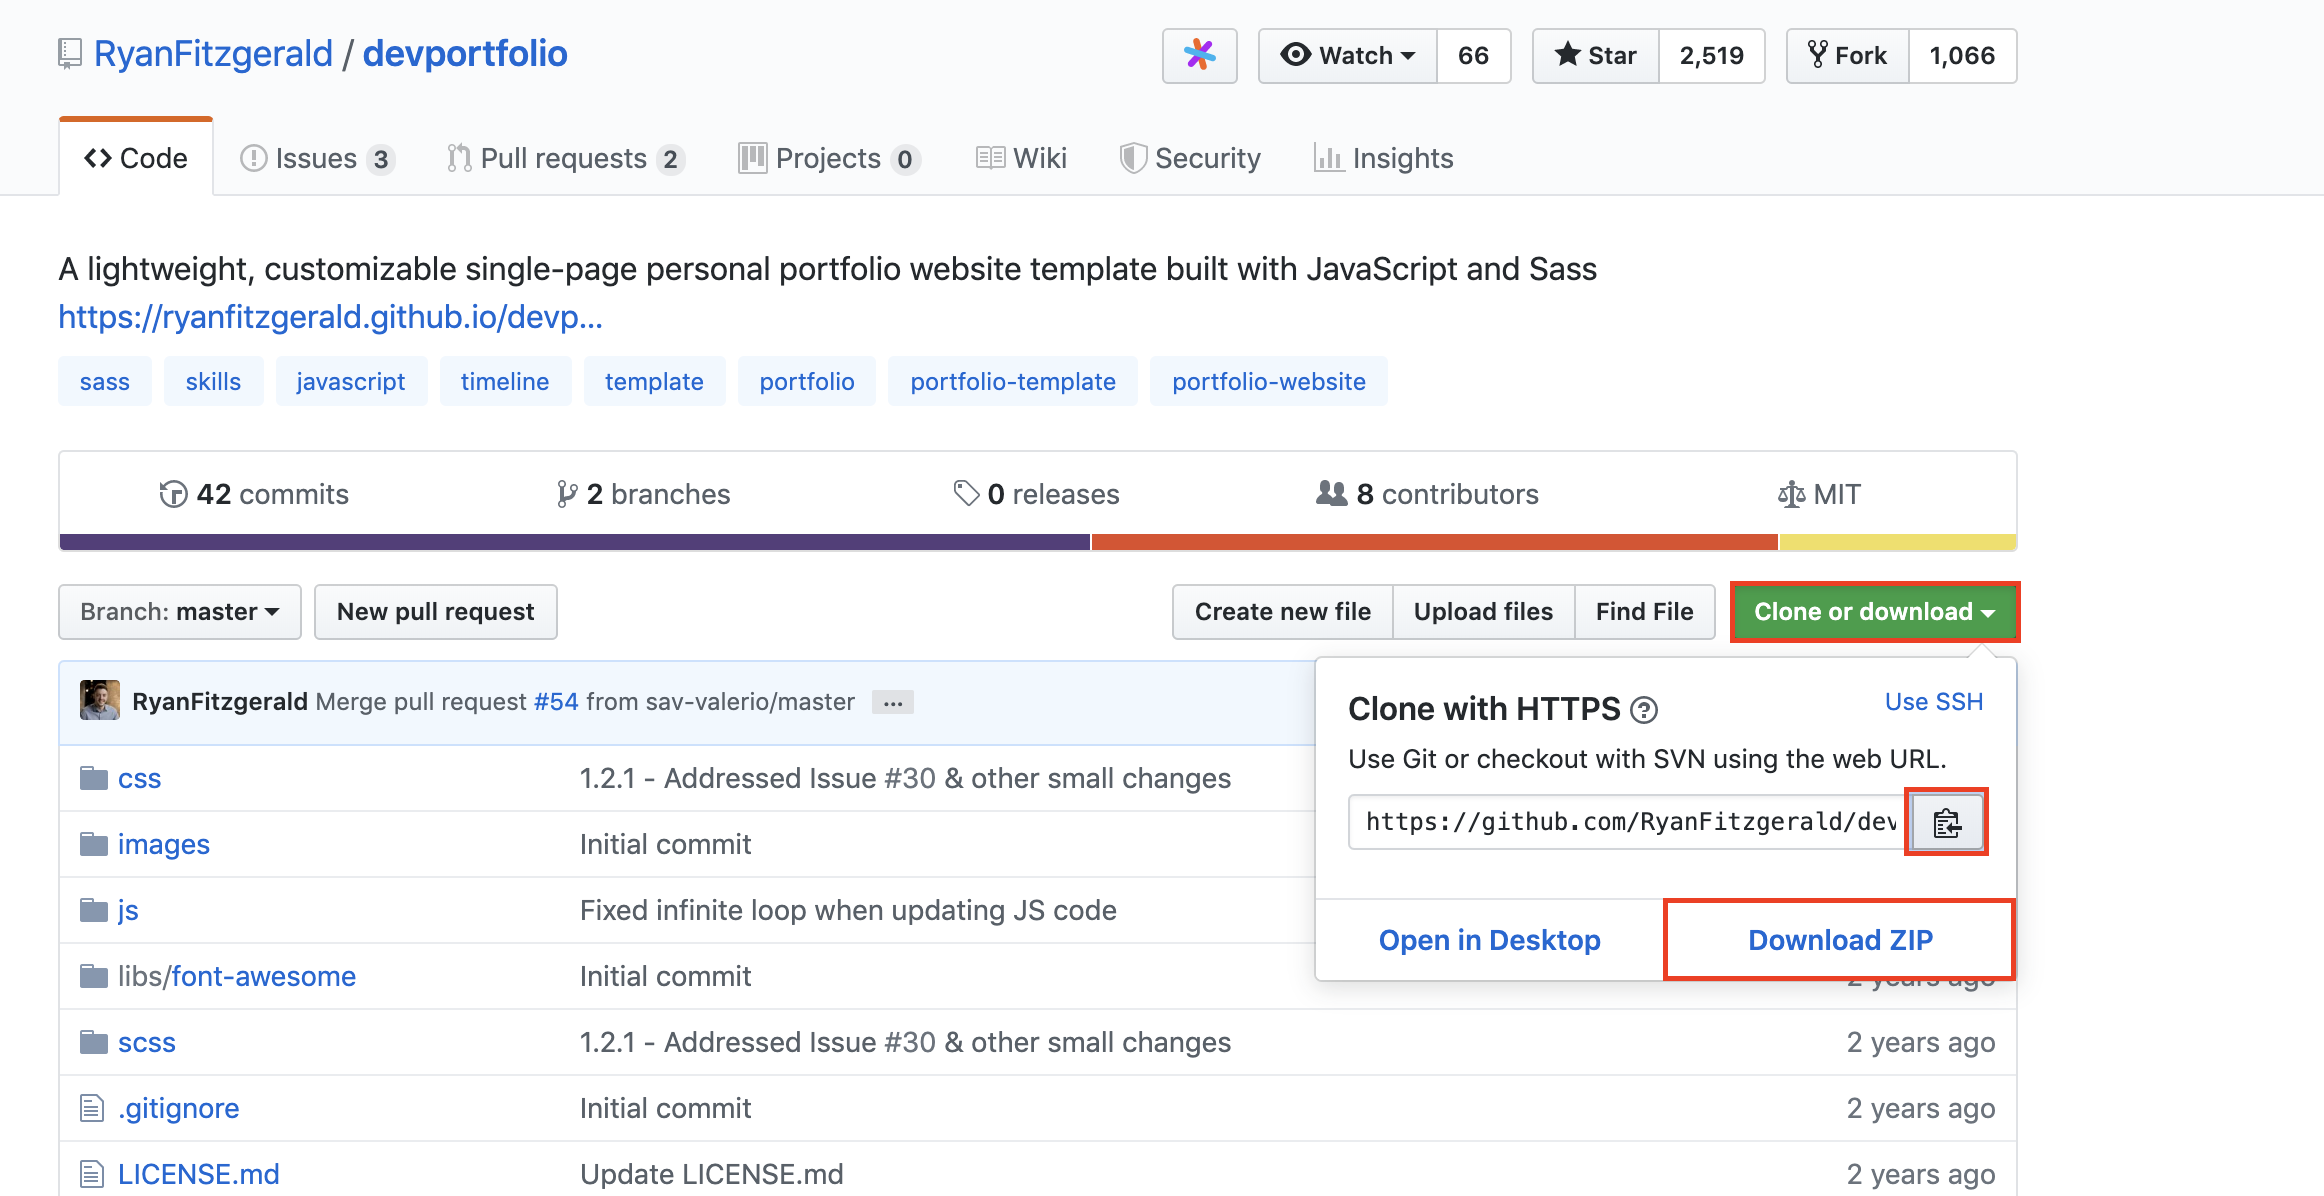 RyanFitzgerald / devportfolio
Watch 66 Star 2,519 Fork 1,066
Code Issues 3 Pull requests 2 Projects 0 Wiki Security Insights
A lightweight, customizable single-page personal portfolio website template built with JavaScript and Sass
https://ryanfitzgerald.github.io/devp...
sass skills javascript timeline template portfolio portfolio-template portfolio-website
42 commits 2 branches 0 releases 8 contributors MIT
Branch: master New pull request Create new file Upload files Find File Clone or download
RyanFitzgerald Merge pull request #54 from sav-valerio/master ...
Clone with HTTPS ? Use SSH
Use Git or checkout with SVN using the web URL.
https://github.com/RyanFitzgerald/dev
Open in Desktop Download ZIP
css 1.2.1 - Addressed Issue #30 & other small changes
images Initial commit
js Fixed infinite loop when updating JS code
libs/font-awesome Initial commit 2 years ago
scss 1.2.1 - Addressed Issue #30 & other small changes 2 years ago
.gitignore Initial commit 2 years ago
LICENSE.md Update LICENSE.md 2 years ago